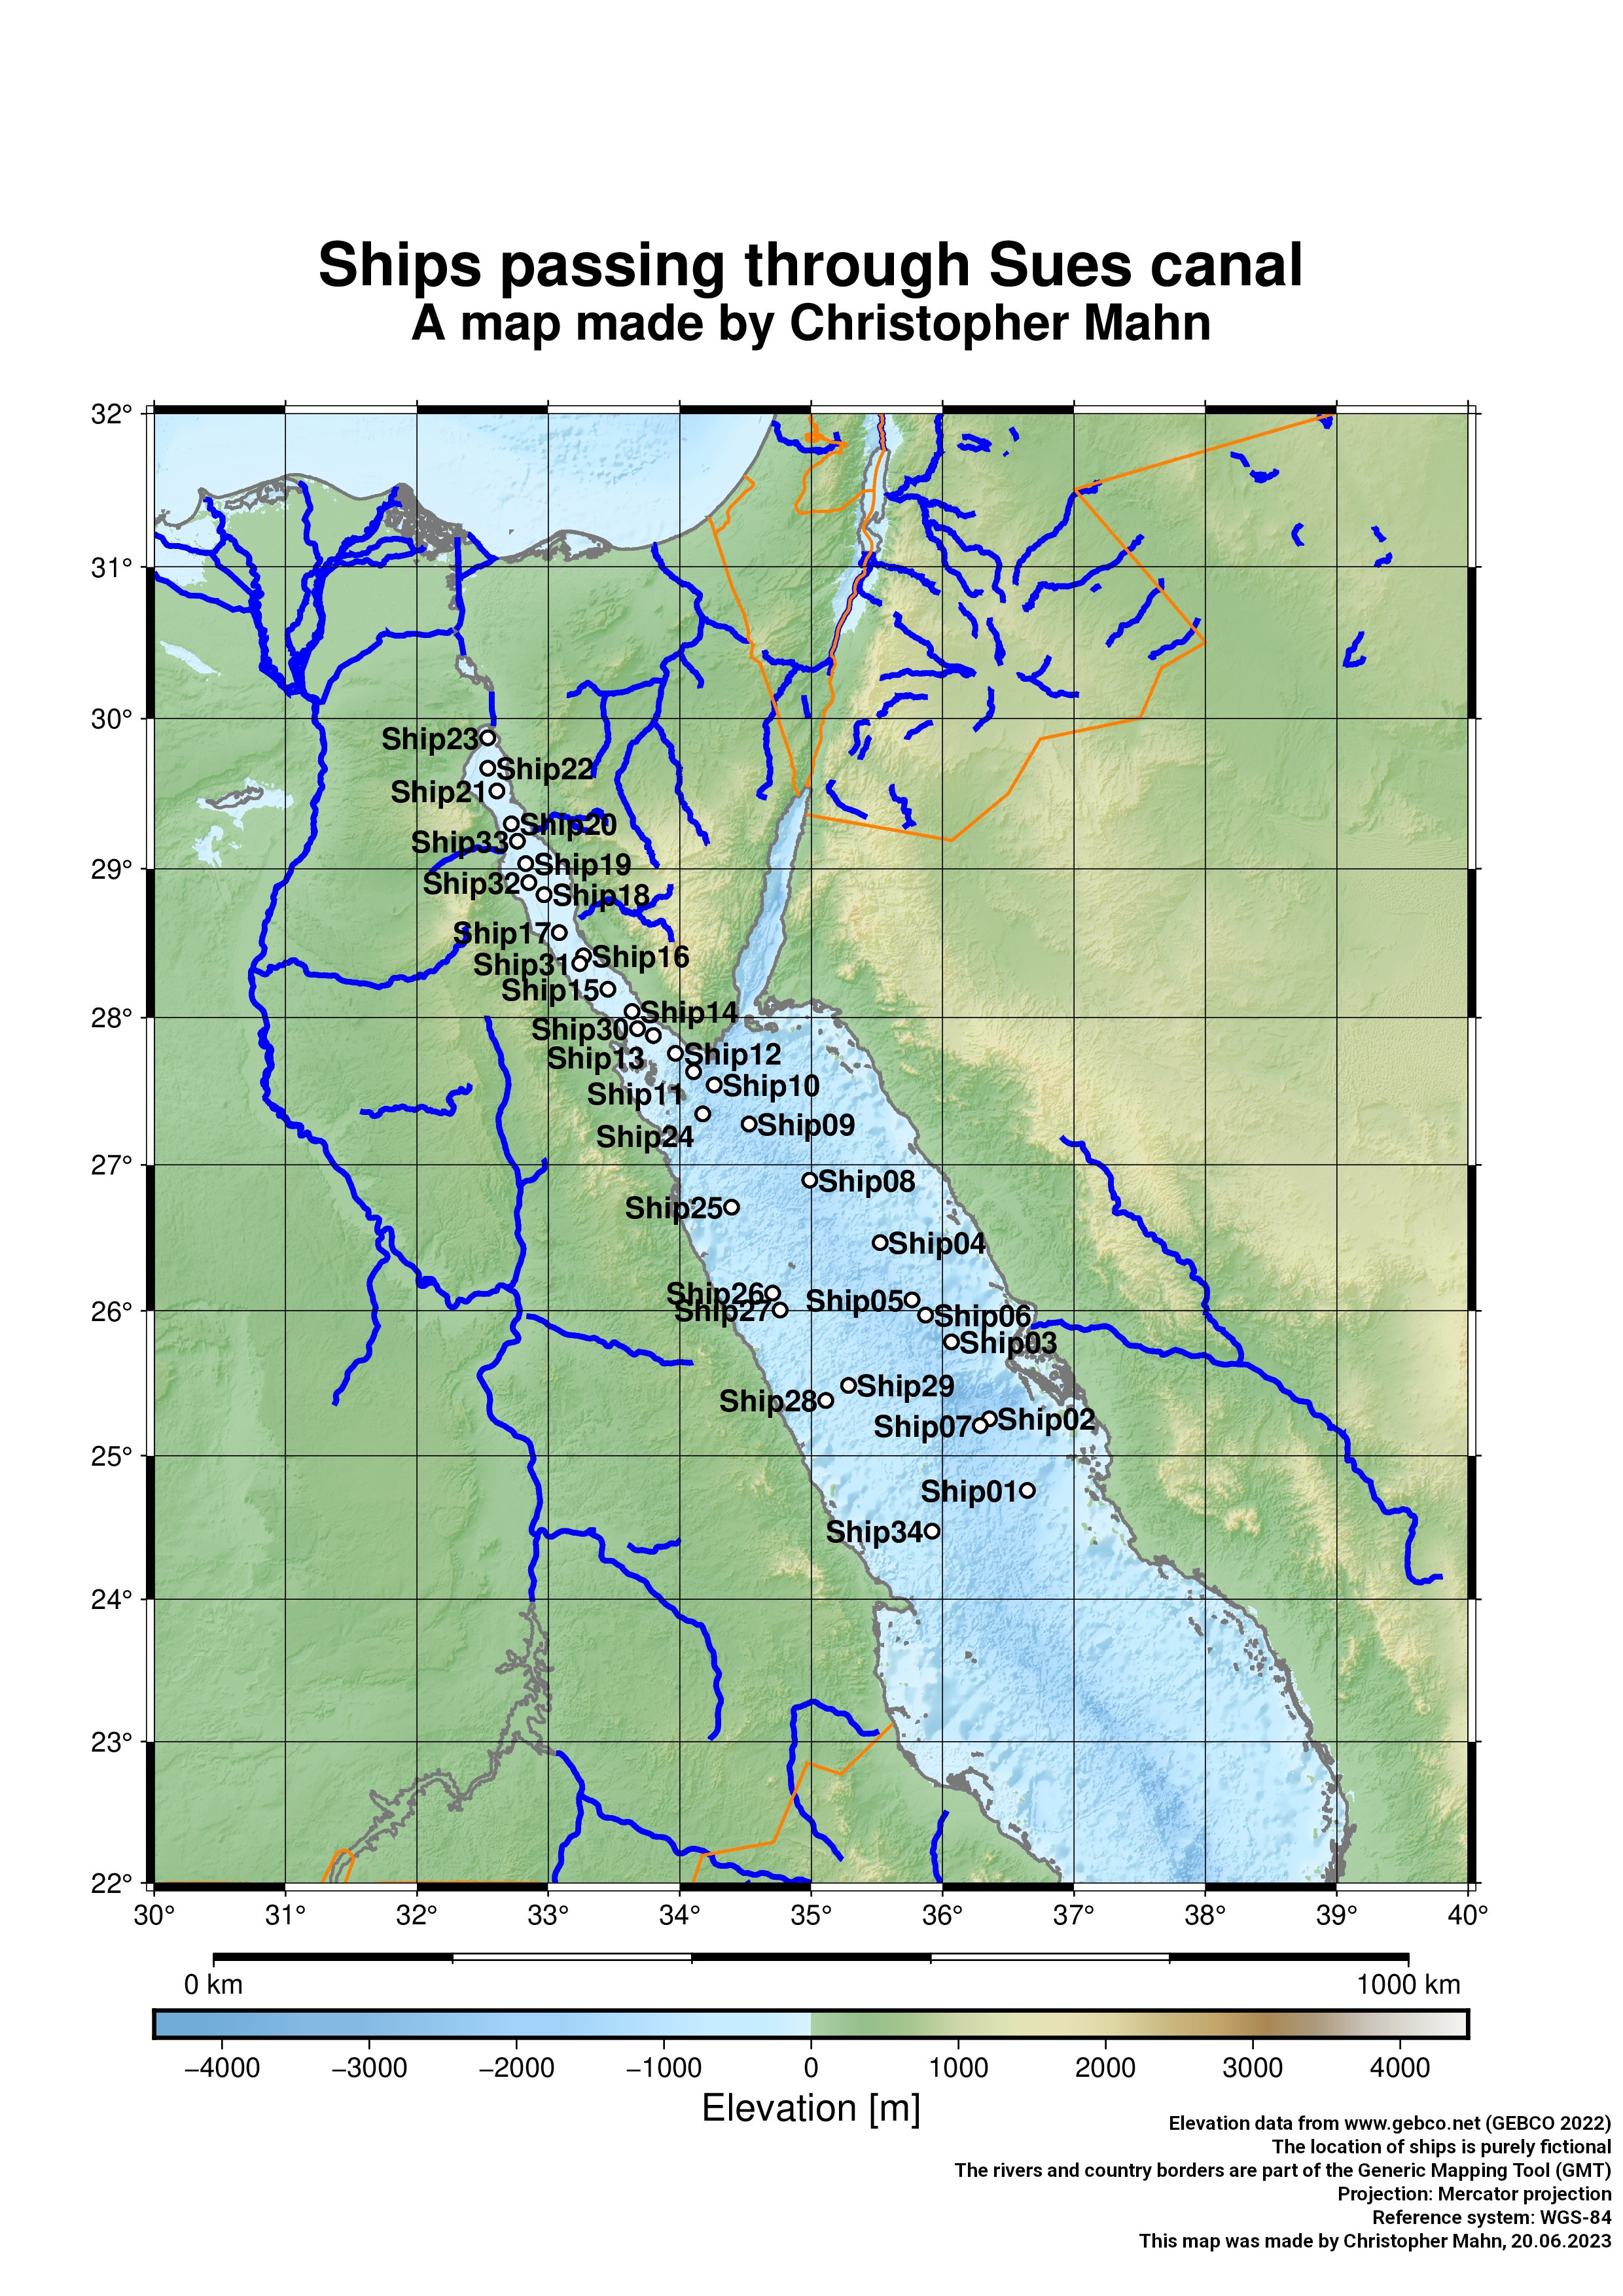 Ships passing through Sues canal
A map made by Christopher Mahn
32°
31°
30°
29°
28°
27°
26°
25°
24°
23°
22°
Ship23
Ship22
Ship21
Ship20
Ship33
Ship19
Ship32
Ship18
Ship17
Ship16
Ship31
Ship15
Ship14
Ship30
Ship12
Ship13
Ship10
Ship11
Ship09
Ship24
Ship08
Ship25
Ship04
Ship26
Ship05
Ship27
Ship06
Ship03
Ship29
Ship28
Ship02
Ship07
Ship01
Ship34
30° 31° 32° 33° 34° 35° 36° 37° 38° 39° 40°
0 km 1000 km
−4000 −3000 −2000 −1000 0 1000 2000 3000 4000
Elevation [m]
Elevation data from www.gebco.net (GEBCO 2022)
The location of ships is purely fictional
The rivers and country borders are part of the Generic Mapping Tool (GMT)
Projection: Mercator projection
Reference system: WGS-84
This map was made by Christopher Mahn, 20.06.2023